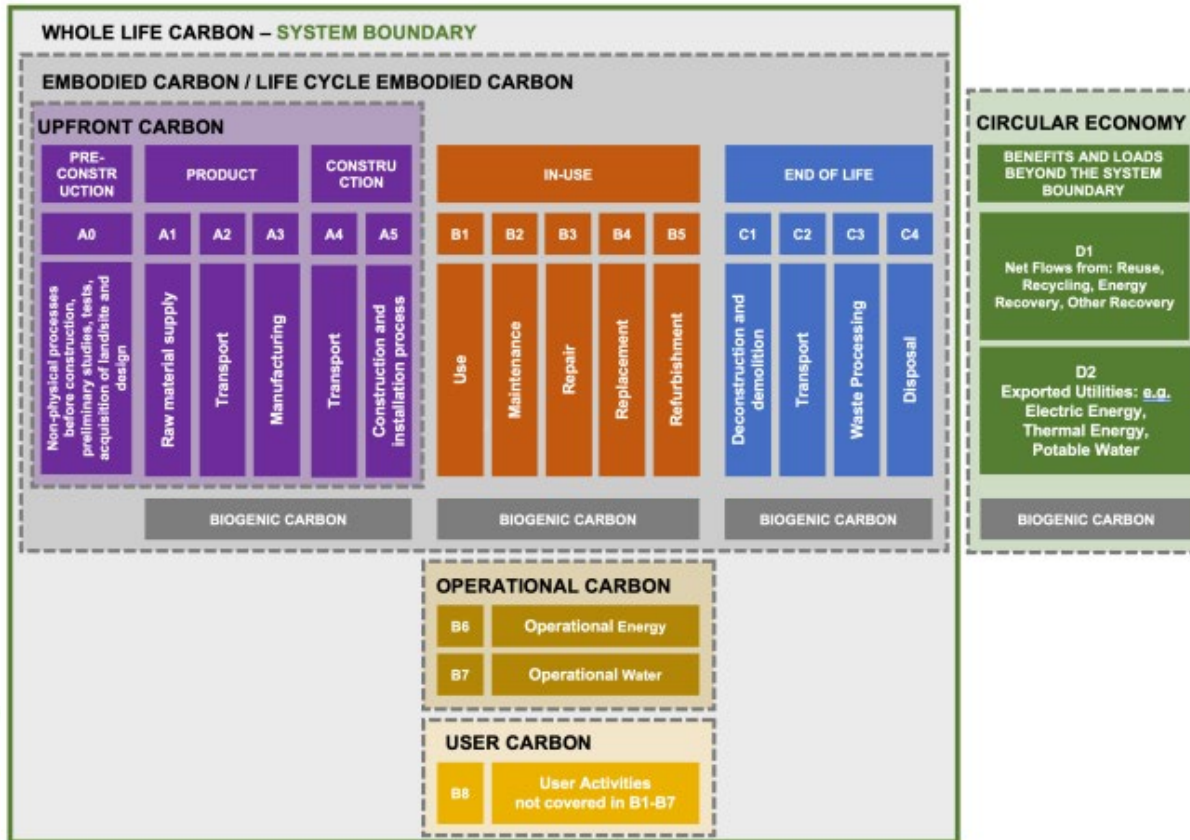 WHOLE LIFE CARBON – SYSTEM BOUNDARY
EMBODIED CARBON / LIFE CYCLE EMBODIED CARBON
UPFRONT CARBON
PRE-
CONSTR
UCTION
PRODUCT
CONSTRU
CTION
IN-USE
END OF LIFE
A0
A1
A2
A3
A4
A5
B1
B2
B3
B4
B5
C1
C2
C3
C4
Non-physical processes
before construction,
preliminary studies, tests,
acquisition of land/site and
design
Raw material supply
Transport
Manufacturing
Transport
Construction and
installation process
Use
Maintenance
Repair
Replacement
Refurbishment
Deconstruction and
demolition
Transport
Waste Processing
Disposal
BIOGENIC CARBON
BIOGENIC CARBON
BIOGENIC CARBON
OPERATIONAL CARBON
B6
Operational Energy
B7
Operational Water
USER CARBON
B8
User Activities
not covered in B1-B7
CIRCULAR ECONOMY
BENEFITS AND LOADS
BEYOND THE SYSTEM
BOUNDARY
D1
Net Flows from: Reuse,
Recycling, Energy
Recovery, Other Recovery
D2
Exported Utilities: e.g.
Electric Energy,
Thermal Energy,
Potable Water
BIOGENIC CARBON